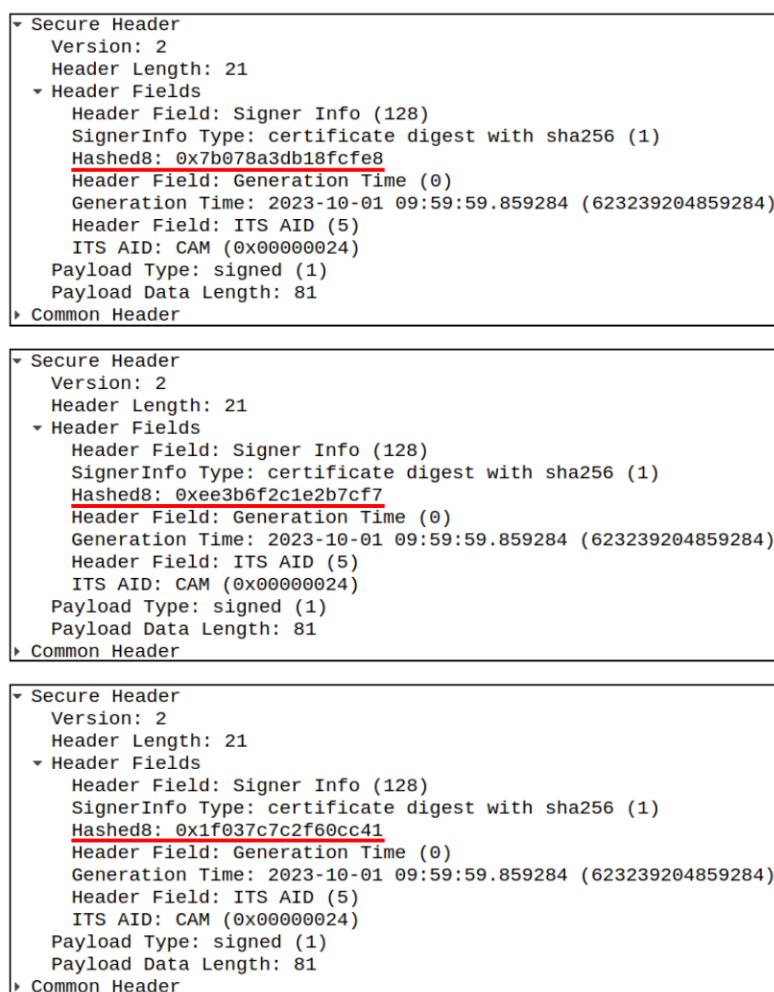 Secure Header
Version: 2
Header Length: 21
Header Fields
Header Field: Signer Info (128)
SignerInfo Type: certificate digest with sha256 (1)
Hashed8: 0x7b078a3db18fcfe8
Header Field: Generation Time (0)
Generation Time: 2023-10-01 09:59:59.859284 (623239204859284)
Header Field: ITS AID (5)
ITS AID: CAM (0x00000024)
Payload Type: signed (1)
Payload Data Length: 81
Common Header
Secure Header
Version: 2
Header Length: 21
Header Fields
Header Field: Signer Info (128)
SignerInfo Type: certificate digest with sha256 (1)
Hashed8: 0xee3b6f2c1e2b7cf7
Header Field: Generation Time (0)
Generation Time: 2023-10-01 09:59:59.859284 (623239204859284)
Header Field: ITS AID (5)
ITS AID: CAM (0x00000024)
Payload Type: signed (1)
Payload Data Length: 81
Common Header
Secure Header
Version: 2
Header Length: 21
Header Fields
Header Field: Signer Info (128)
SignerInfo Type: certificate digest with sha256 (1)
Hashed8: 0x1f037c7c2f60cc41
Header Field: Generation Time (0)
Generation Time: 2023-10-01 09:59:59.859284 (623239204859284)
Header Field: ITS AID (5)
ITS AID: CAM (0x00000024)
Payload Type: signed (1)
Payload Data Length: 81
Common Header